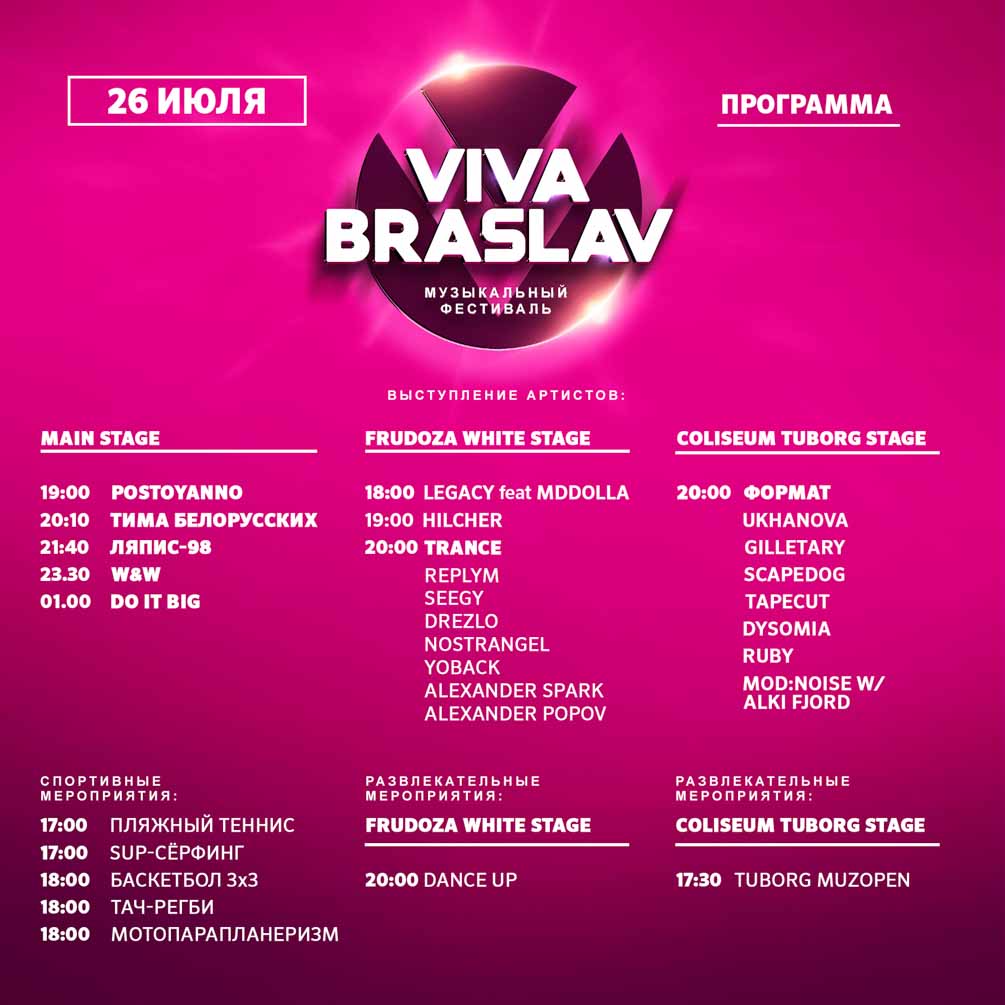 26 ИЮЛЯ
ПРОГРАММА
VIVA
BRASLAV
МУЗЫКАЛЬНЫЙ
ФЕСТИВАЛЬ
ВЫСТУПЛЕНИЕ АРТИСТОВ:
MAIN STAGE
19:00 POSTOYANNO
20:10 ТИМА БЕЛОРУССКИХ
21:40 ЛЯПИС-98
23.30 W&W
01.00 DO IT BIG
FRUDOZA WHITE STAGE
18:00 LEGACY feat MDDOLLA
19:00 HILCHER
20:00 TRANCE
REPLYM
SEEGY
DREZLO
NOSTRANGEL
YOBACK
ALEXANDER SPARK
ALEXANDER POPOV
COLISEUM TUBORG STAGE
20:00 ФОРМАТ
UKHANOVA
GILLETARY
SCAPEDOG
TAPECUT
DYSOMIA
RUBY
MOD:NOISE W/
ALKI FJORD
СПОРТИВНЫЕ
МЕРОПРИЯТИЯ:
17:00 ПЛЯЖНЫЙ ТЕННИС
17:00 SUP-СЁРФИНГ
18:00 БАСКЕТБОЛ 3x3
18:00 ТАЧ-РЕГБИ
18:00 МОТОПАРАПЛАНЕРИЗМ
РАЗВЛЕКАТЕЛЬНЫЕ
МЕРОПРИЯТИЯ:
FRUDOZA WHITE STAGE
20:00 DANCE UP
РАЗВЛЕКАТЕЛЬНЫЕ
МЕРОПРИЯТИЯ:
COLISEUM TUBORG STAGE
17:30 TUBORG MUZOPEN